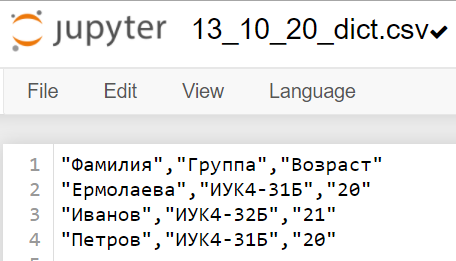 jupyter 13_10_20_dict.csv
File Edit View Language
1 "Фамилия","Группа","Возраст"
2 "Ермолаева","ИУК4-31Б","20"
3 "Иванов","ИУК4-32Б","21"
4 "Петров","ИУК4-31Б","20"